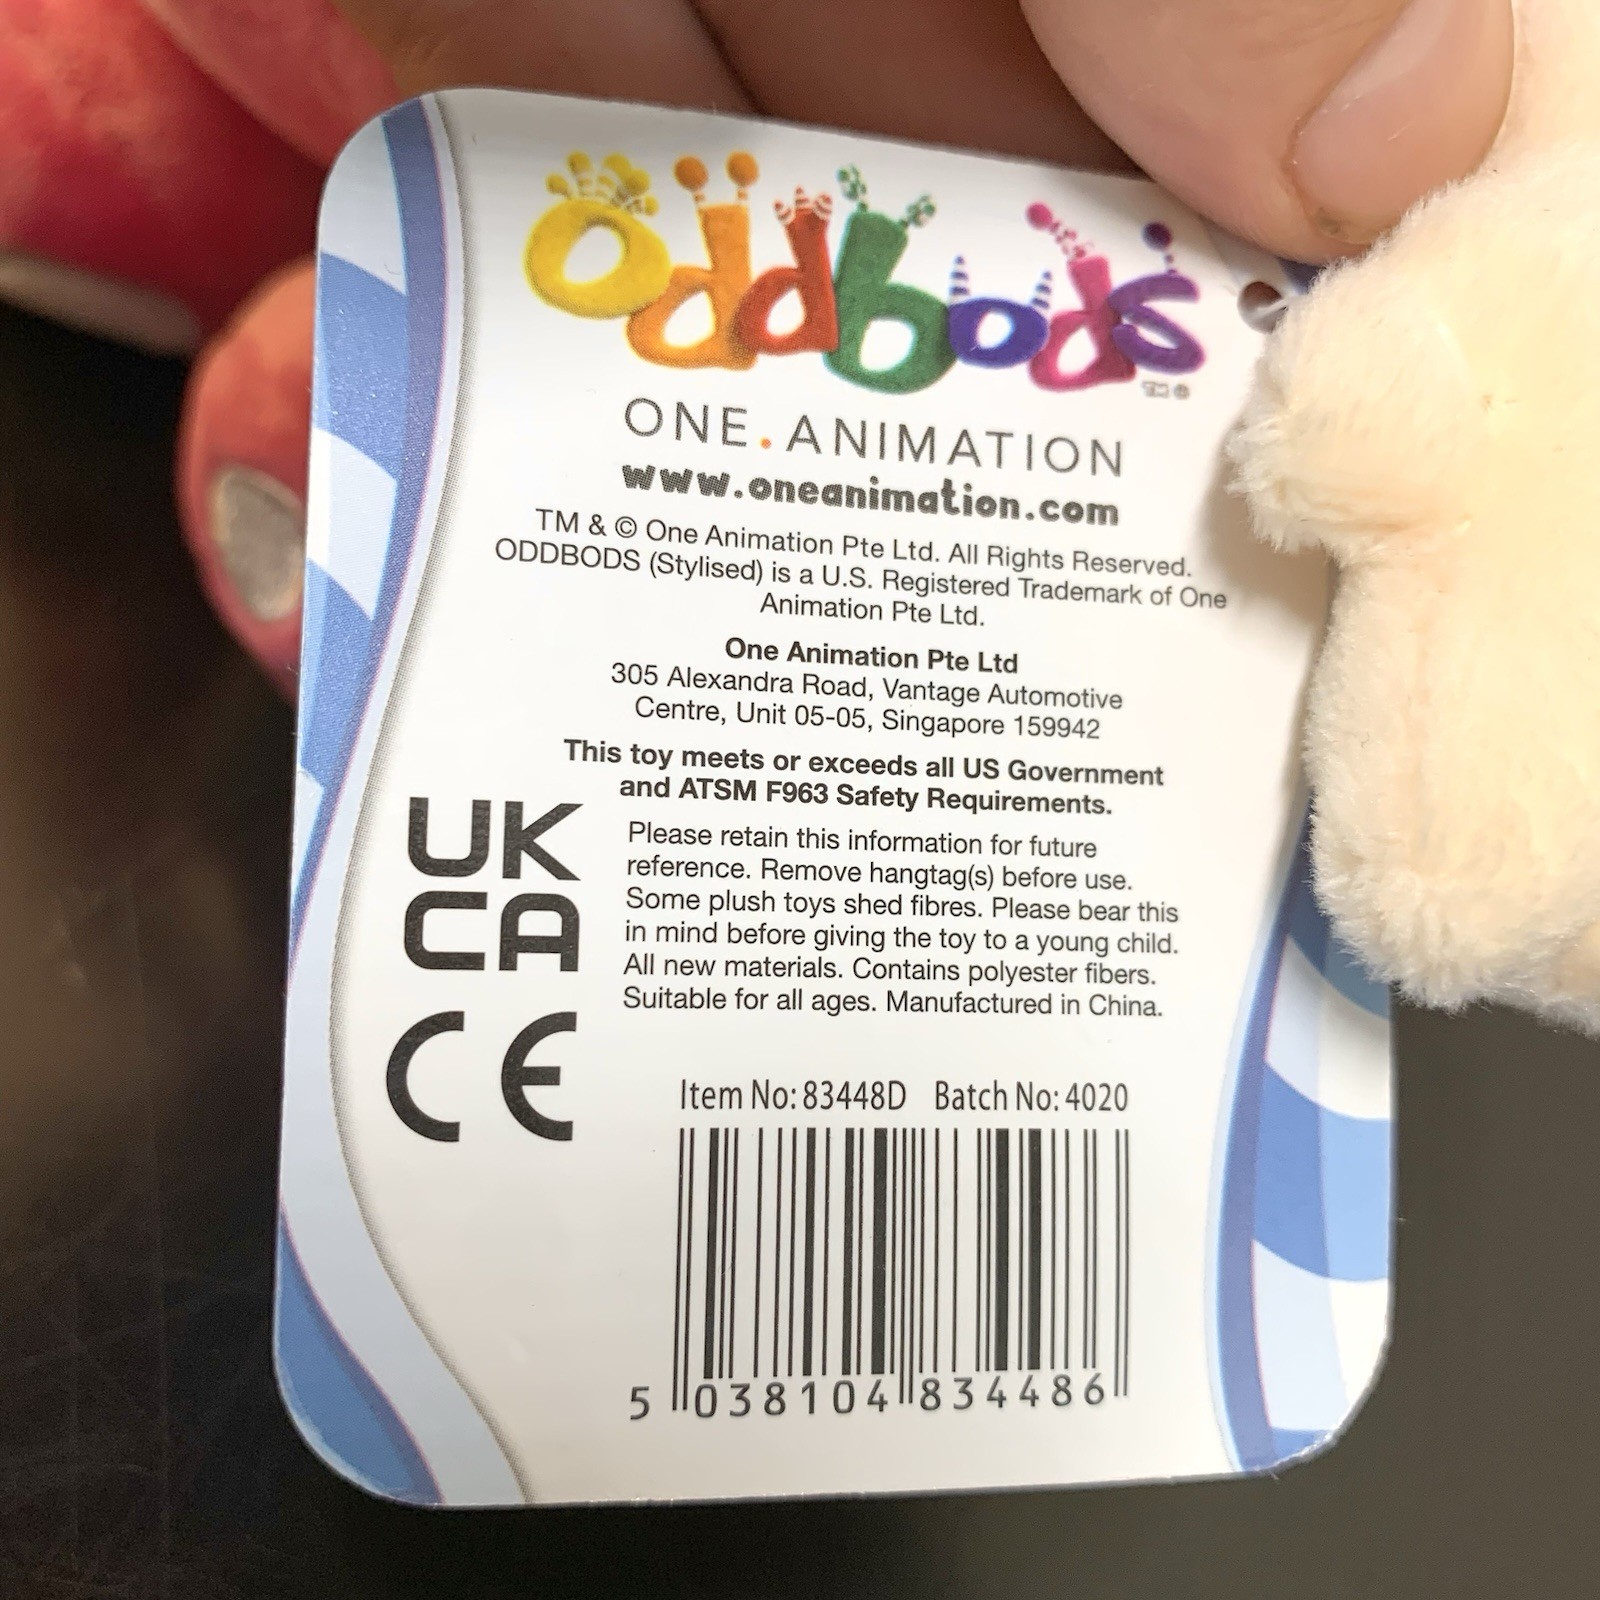 Oddbods
TM ®
ONE.ANIMATION
www.oneanimation.com
TM & © One Animation Pte Ltd. All Rights Reserved.
ODDBODS (Stylised) is a U.S. Registered Trademark of One
Animation Pte Ltd.
One Animation Pte Ltd
305 Alexandra Road, Vantage Automotive
Centre, Unit 05-05, Singapore 159942
This toy meets or exceeds all US Government
and ATSM F963 Safety Requirements.
UK
CA
CE
Please retain this information for future
reference. Remove hangtag(s) before use.
Some plush toys shed fibres. Please bear this
in mind before giving the toy to a young child.
All new materials. Contains polyester fibers.
Suitable for all ages. Manufactured in China.
Item No: 83448D Batch No: 4020
5 038104 834486